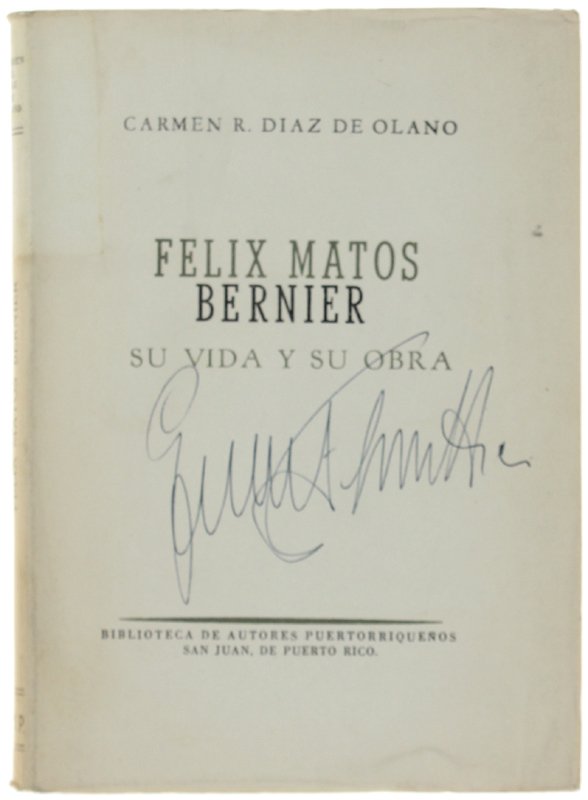 CARMEN R. DIAZ DE OLANO
FELIX MATOS
BERNIER
SU VIDA Y SU OBRA
BIBLIOTECA DE AUTORES PUERTORRIQUEÑOS
SAN JUAN, DE PUERTO RICO.